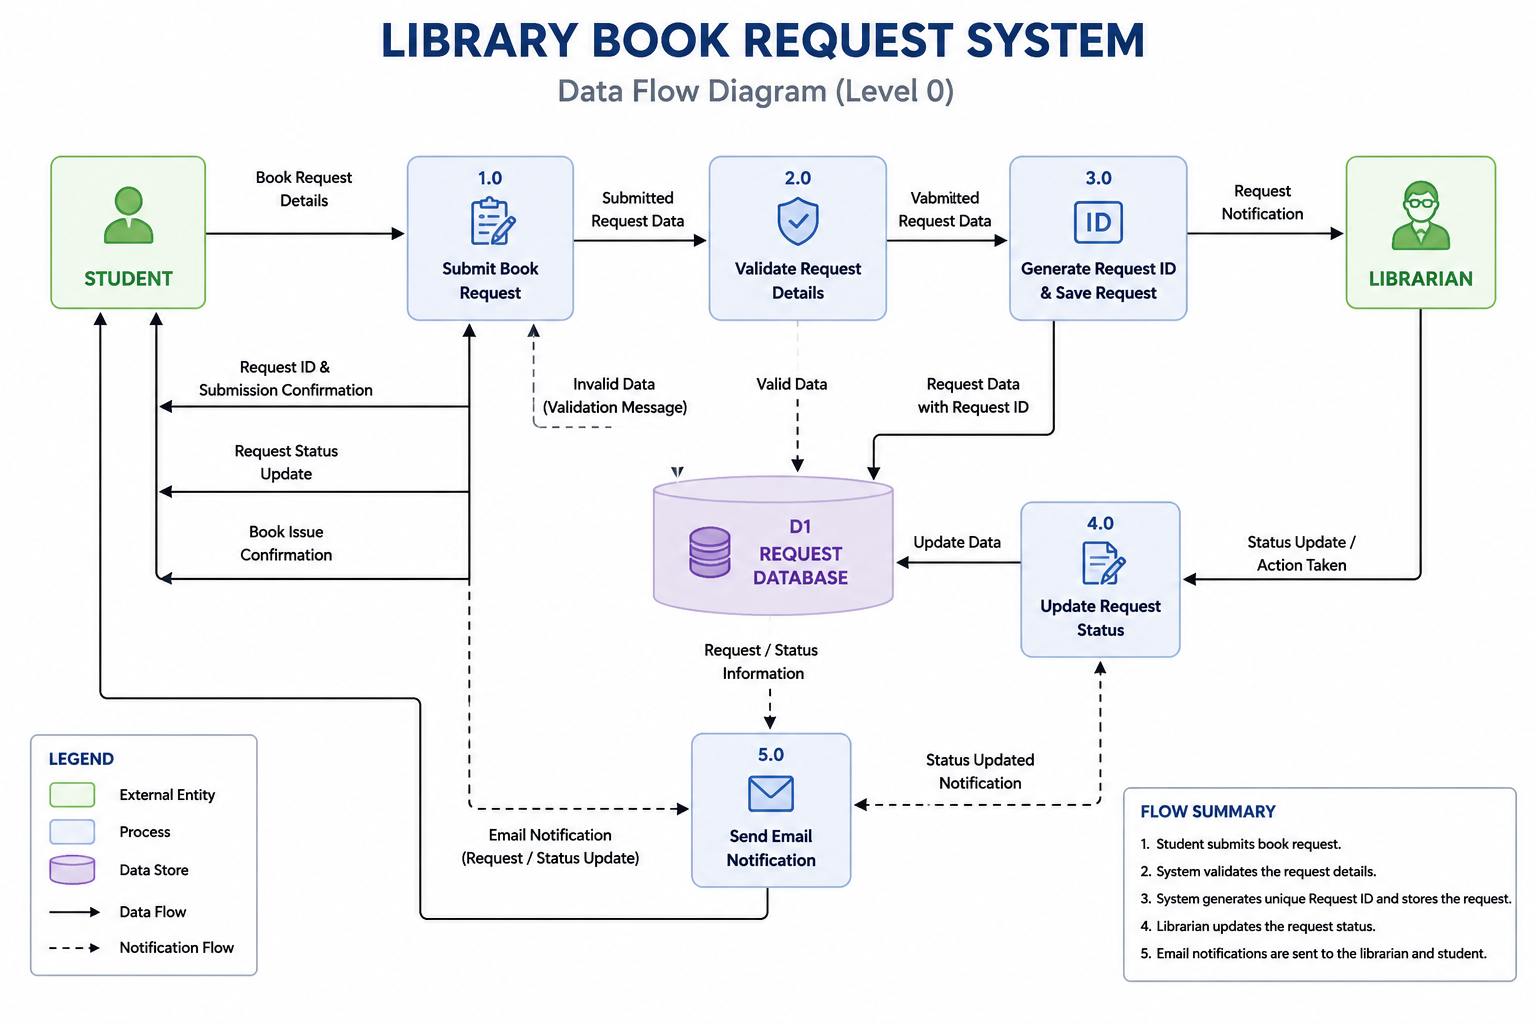 LIBRARY BOOK REQUEST SYSTEM
Data Flow Diagram (Level 0)
STUDENT
Book Request
Details
1.0
Submit Book
Request
Submitted
Request Data
2.0
Validate Request
Details
Vabmitted
Request Data
3.0
ID
Generate Request ID
& Save Request
Request
Notification
LIBRARIAN
Request ID &
Submission Confirmation
Invalid Data
(Validation Message)
Valid Data
Request Data
with Request ID
Request Status
Update
Book Issue
Confirmation
D1
REQUEST
DATABASE
Update Data
4.0
Update Request
Status
Status Update /
Action Taken
Request / Status
Information
5.0
Send Email
Notification
Status Updated
Notification
Email Notification
(Request / Status Update)
LEGEND
External Entity
Process
Data Store
Data Flow
Notification Flow
FLOW SUMMARY
1. Student submits book request.
2. System validates the request details.
3. System generates unique Request ID and stores the request.
4. Librarian updates the request status.
5. Email notifications are sent to the librarian and student.